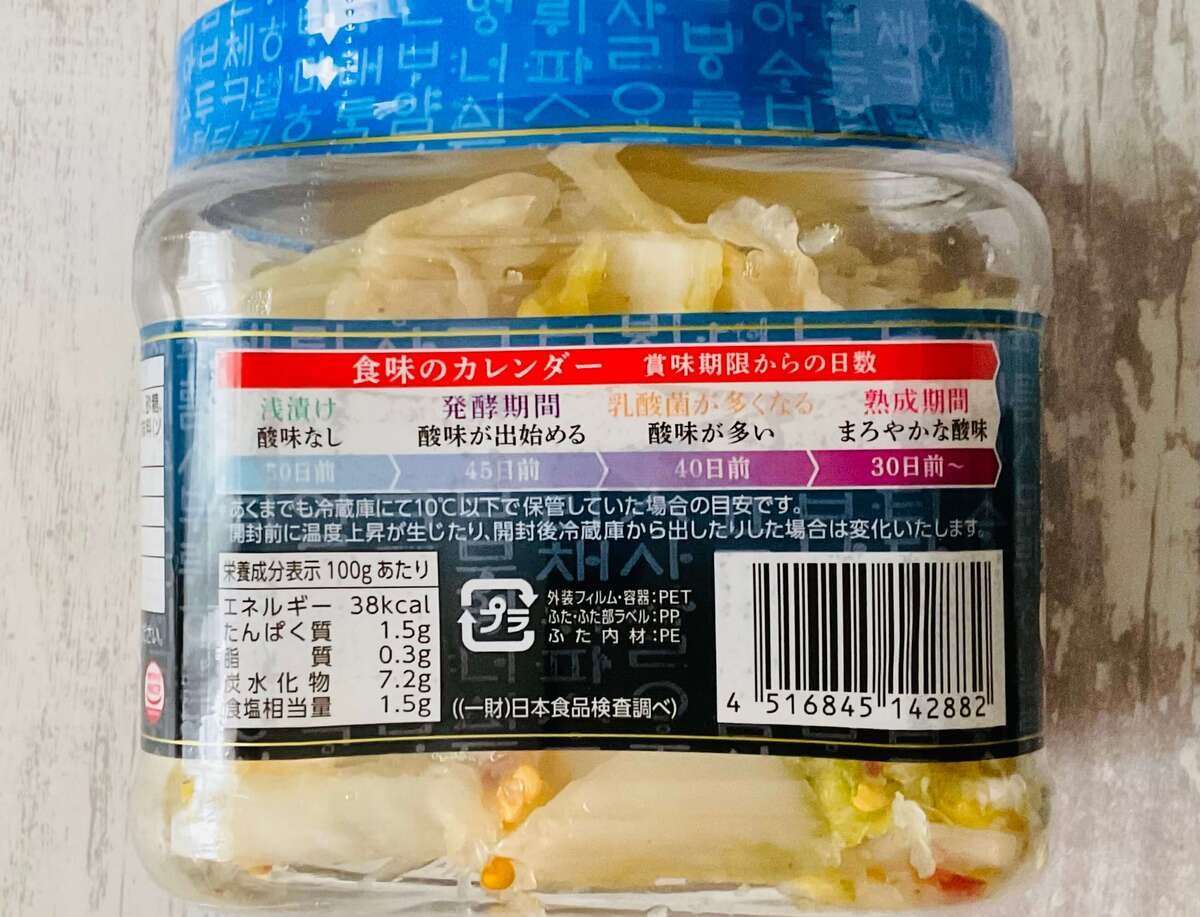 食味のカレンダー 賞味期限からの日数
浅漬け 発酵期間 乳酸菌が多くなる 熟成期間
酸味なし 酸味が出始める 酸味が多い まろやかな酸味
50日前 45日前 40日前 30日前～
※あくまでも冷蔵庫にて10℃以下で保管していた場合の目安です。
開封前に温度上昇が生じたり、開封後冷蔵庫から出したりした場合は変化いたします。
栄養成分表示 100gあたり
エネルギー 38kcal
たんぱく質 1.5g
脂質 0.3g
炭水化物 7.2g
食塩相当量 1.5g
プラ
外装フィルム・容器:PET
ふた・ふた部ラベル:PP
ふた内材:PE
((一財)日本食品検査調べ)
4 516845 142882